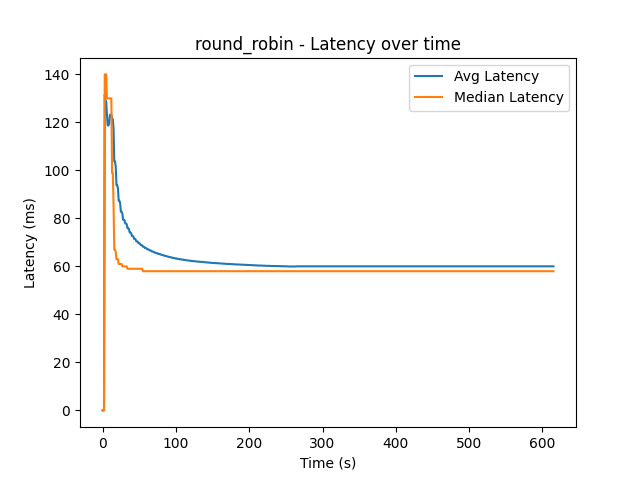 round_robin - Latency over time
Avg Latency
Median Latency
Latency (ms)
140
120
100
80
60
40
20
0
0 100 200 300 400 500 600
Time (s)